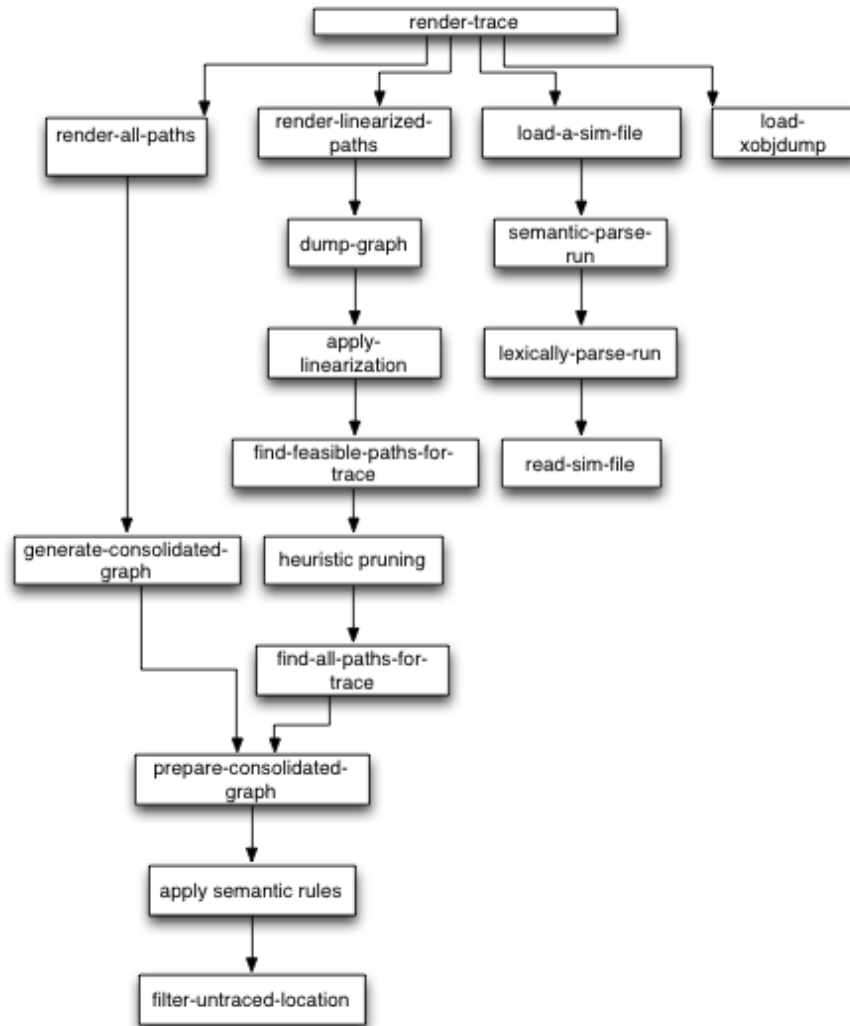 render-trace
render-all-paths
render-linearized-
paths
load-a-sim-file
load-
xobjdump
dump-graph
semantic-parse-
run
apply-
linearization
lexically-parse-run
find-feasible-paths-for-
trace
read-sim-file
generate-consolidated-
graph
heuristic pruning
find-all-paths-for-
trace
prepare-consolidated-
graph
apply semantic rules
filter-untraced-location